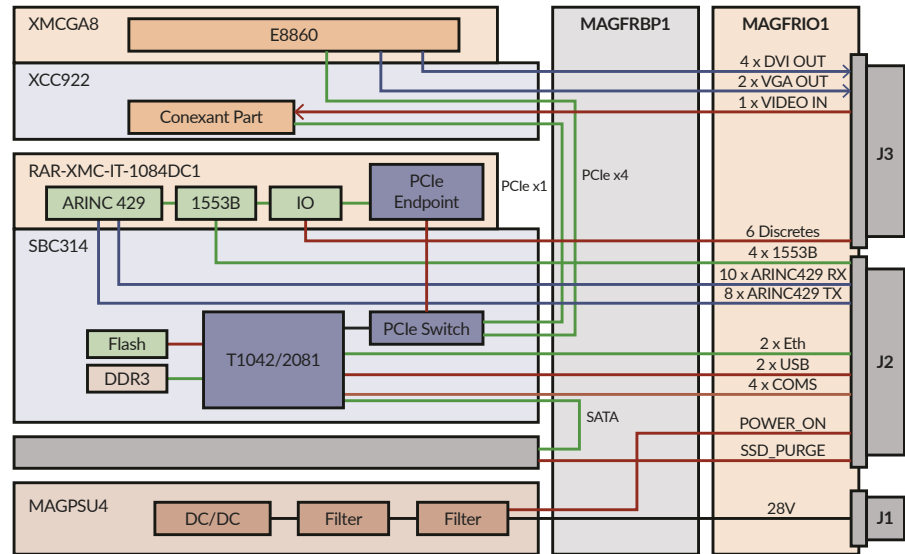 XMCGA8
E8860
MAGFRBP1
MAGFRIO1
4 x DVI OUT
XCC922
2 x VGA OUT
1 x VIDEO IN
Conexant Part
J3
RAR-XMC-IT-1084DC1
PCIe
Endpoint
PCIe x1
PCIe x4
ARINC 429
1553B
IO
6 Discretes
SBC314
4 x 1553B
10 x ARINC429 RX
8 x ARINC429 TX
PCIe Switch
Flash
T1042/2081
2 x Eth
2 x USB
J2
DDR3
4 x COMS
SATA
POWER_ON
SSD_PURGE
MAGPSU4
DC/DC
Filter
Filter
28V
J1